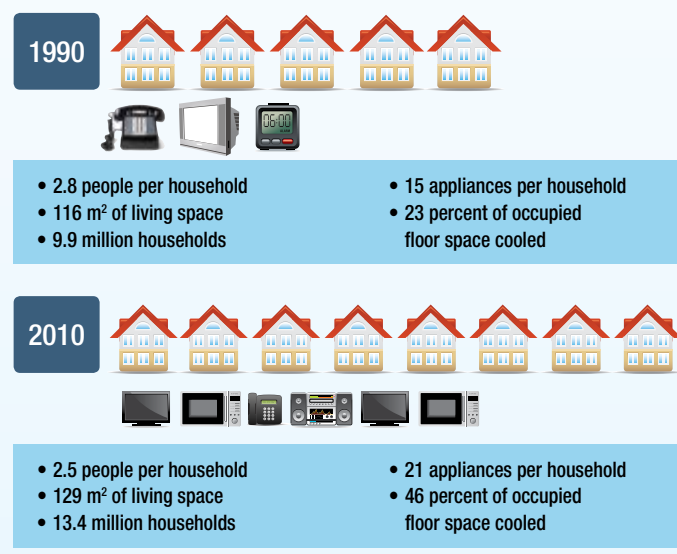 1990
06:00
• 2.8 people per household
• 116 m² of living space
• 9.9 million households
• 15 appliances per household
• 23 percent of occupied
floor space cooled
2010
• 2.5 people per household
• 129 m² of living space
• 13.4 million households
• 21 appliances per household
• 46 percent of occupied
floor space cooled